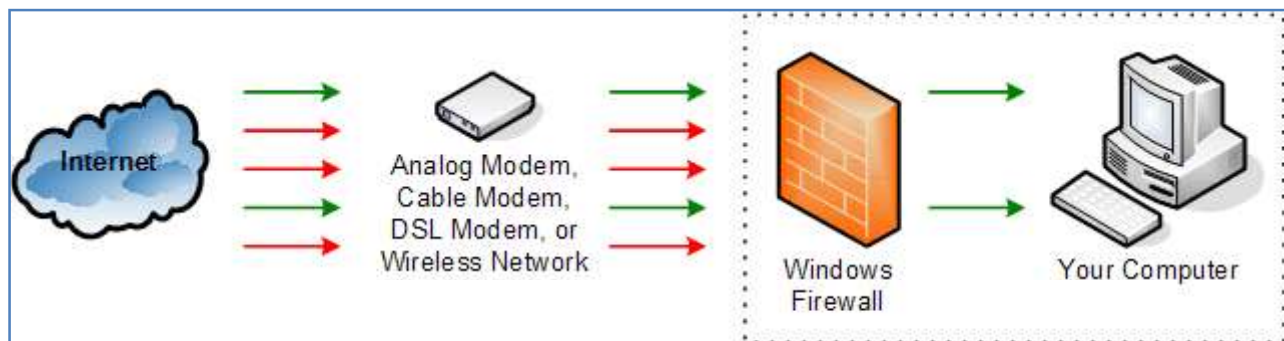 Internet
Analog Modem,
Cable Modem,
DSL Modem, or
Wireless Network
Windows
Firewall
Your Computer